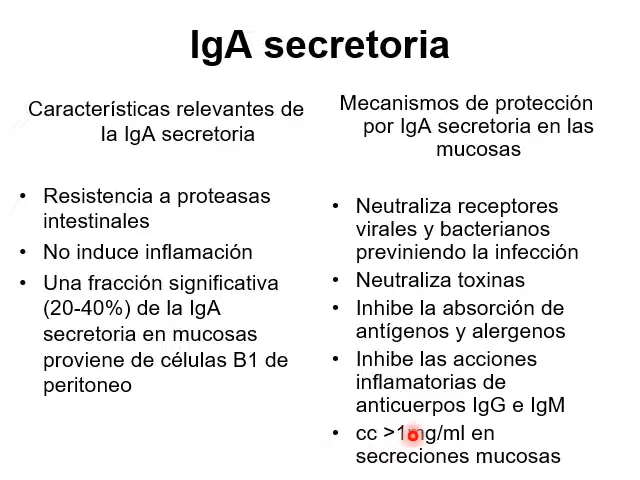 IgA secretoria
Características relevantes de
la IgA secretoria
• Resistencia a proteasas
intestinales
• No induce inflamación
• Una fracción significativa
(20-40%) de la IgA
secretoria en mucosas
proviene de células B1 de
peritoneo
Mecanismos de protección
por IgA secretoria en las
mucosas
• Neutraliza receptores
virales y bacterianos
previniendo la infección
• Neutraliza toxinas
• Inhibe la absorción de
antígenos y alergenos
• Inhibe las acciones
inflamatorias de
anticuerpos IgG e IgM
• cc >1mg/ml en
secreciones mucosas